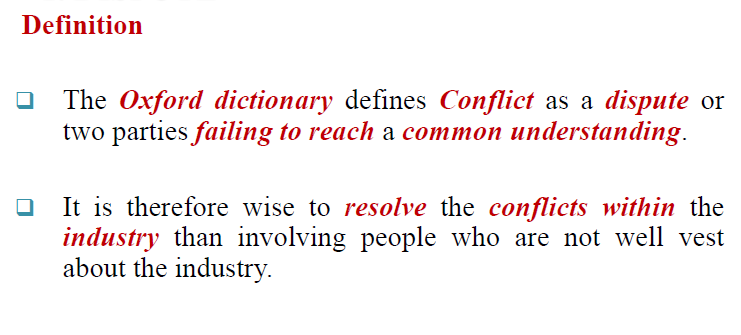 Definition
❑ The Oxford dictionary defines Conflict as a dispute or
two parties failing to reach a common understanding.
❑ It is therefore wise to resolve the conflicts within the
industry than involving people who are not well vest
about the industry.